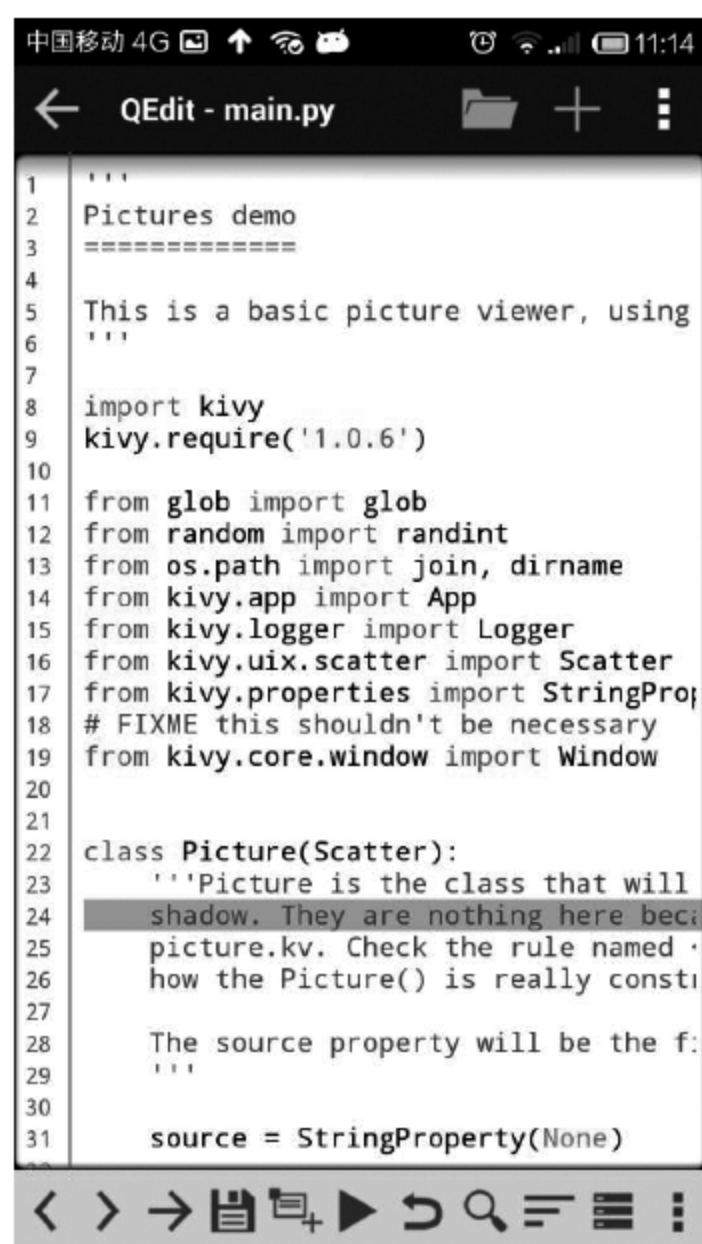 中国移动 4G 11:14
QEdit - main.py
1 '''
2 Pictures demo
3 =============
4
5 This is a basic picture viewer, using
6 '''
7
8 import kivy
9 kivy.require('1.0.6')
10
11 from glob import glob
12 from random import randint
13 from os.path import join, dirname
14 from kivy.app import App
15 from kivy.logger import Logger
16 from kivy.uix.scatter import Scatter
17 from kivy.properties import StringProp
18 # FIXME this shouldn't be necessary
19 from kivy.core.window import Window
20
21
22 class Picture(Scatter):
23 '''Picture is the class that will
24 shadow. They are nothing here beca
25 picture.kv. Check the rule named
26 how the Picture() is really const
27
28 The source property will be the f
29 '''
30
31 source = StringProperty(None)